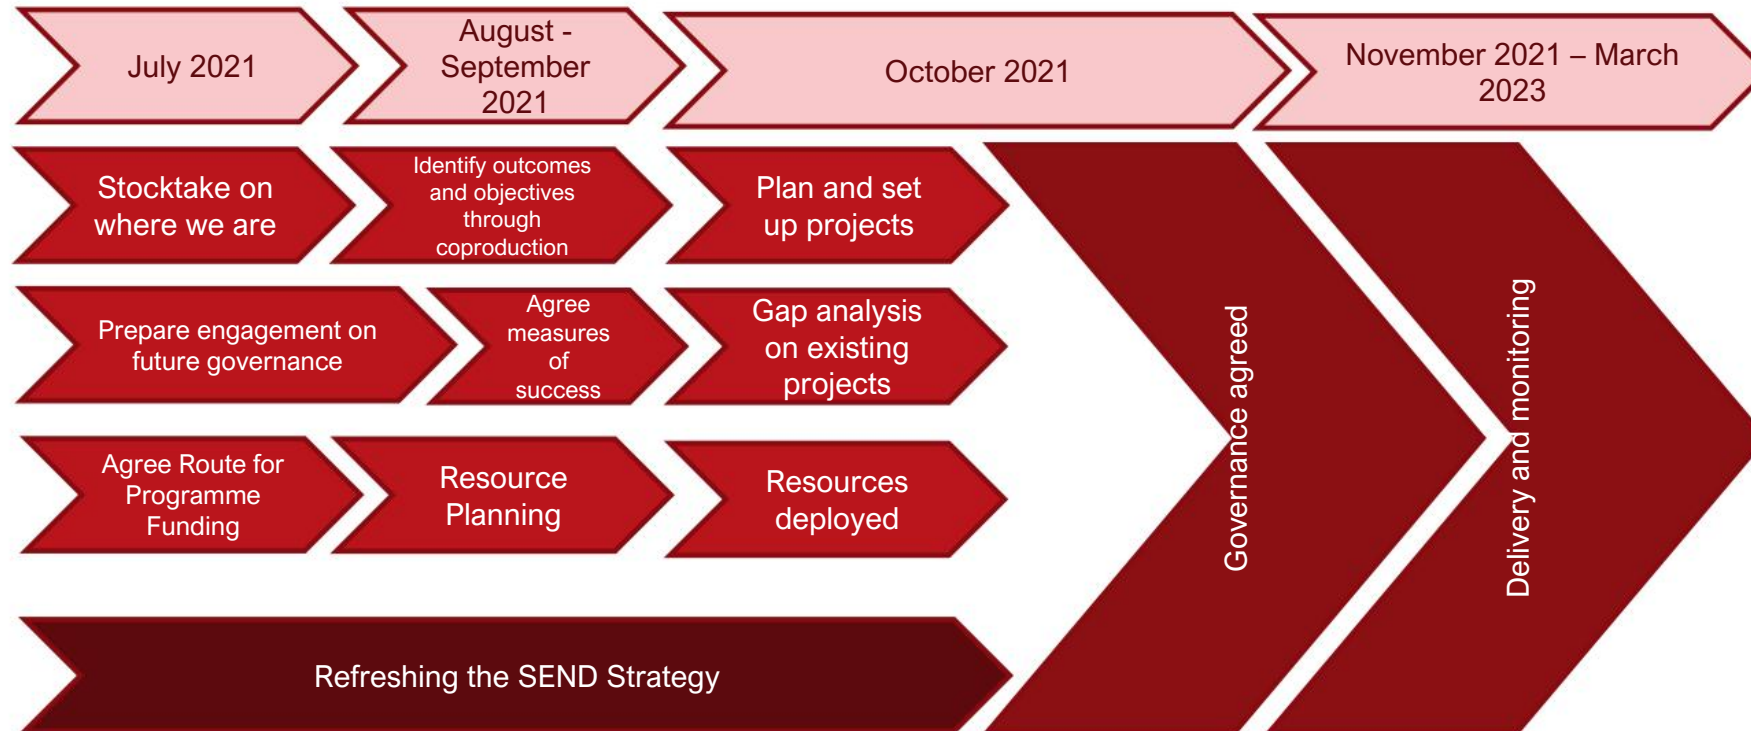 July 2021
August -
September
2021
October 2021
November 2021 – March
2023
Stocktake on
where we are
Identify outcomes
and objectives
through
coproduction
Plan and set
up projects
Prepare engagement on
future governance
Agree
measures
of
success
Gap analysis
on existing
projects
Agree Route for
Programme
Funding
Resource
Planning
Resources
deployed
Refreshing the SEND Strategy
Governance agreed
Delivery and monitoring